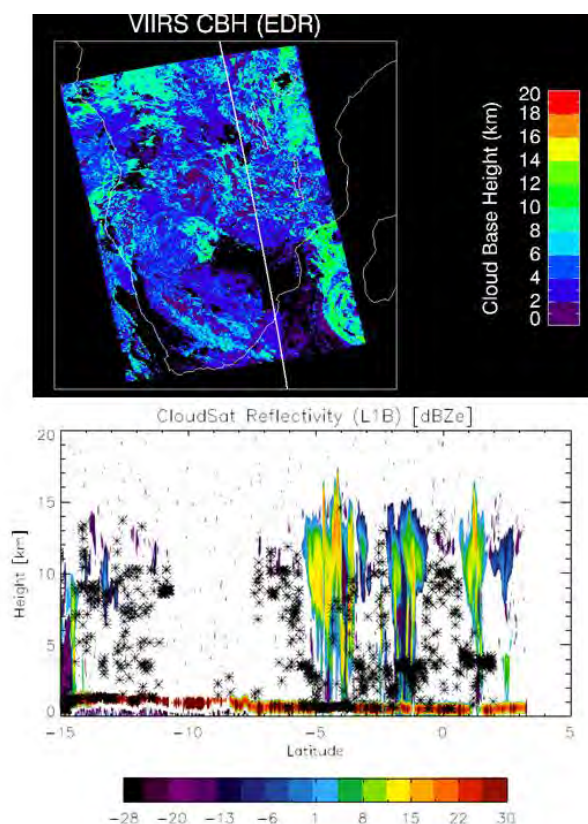 VIIRS CBH (EDR)
Cloud Base Height (km)
20
18
16
14
12
10
8
6
4
2
0
CloudSat Reflectivity (L1B) [dBZe]
Height [km]
20
15
10
5
0
-15 -10 -5 0 5
Latitude
-28 -20 -13 -6 1 8 15 22 30